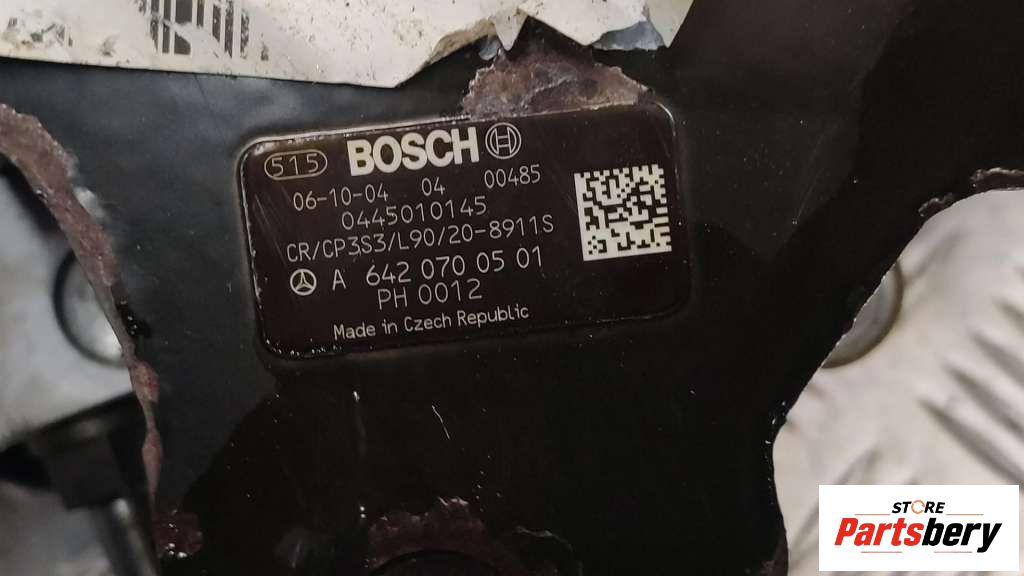 515 BOSCH
06-10-04 04 00485
0445010145
CR/CP3S3/L90/20-8911S
A 642 070 05 01
PH 0012
Made in Czech Republic
STORE
Partsbery